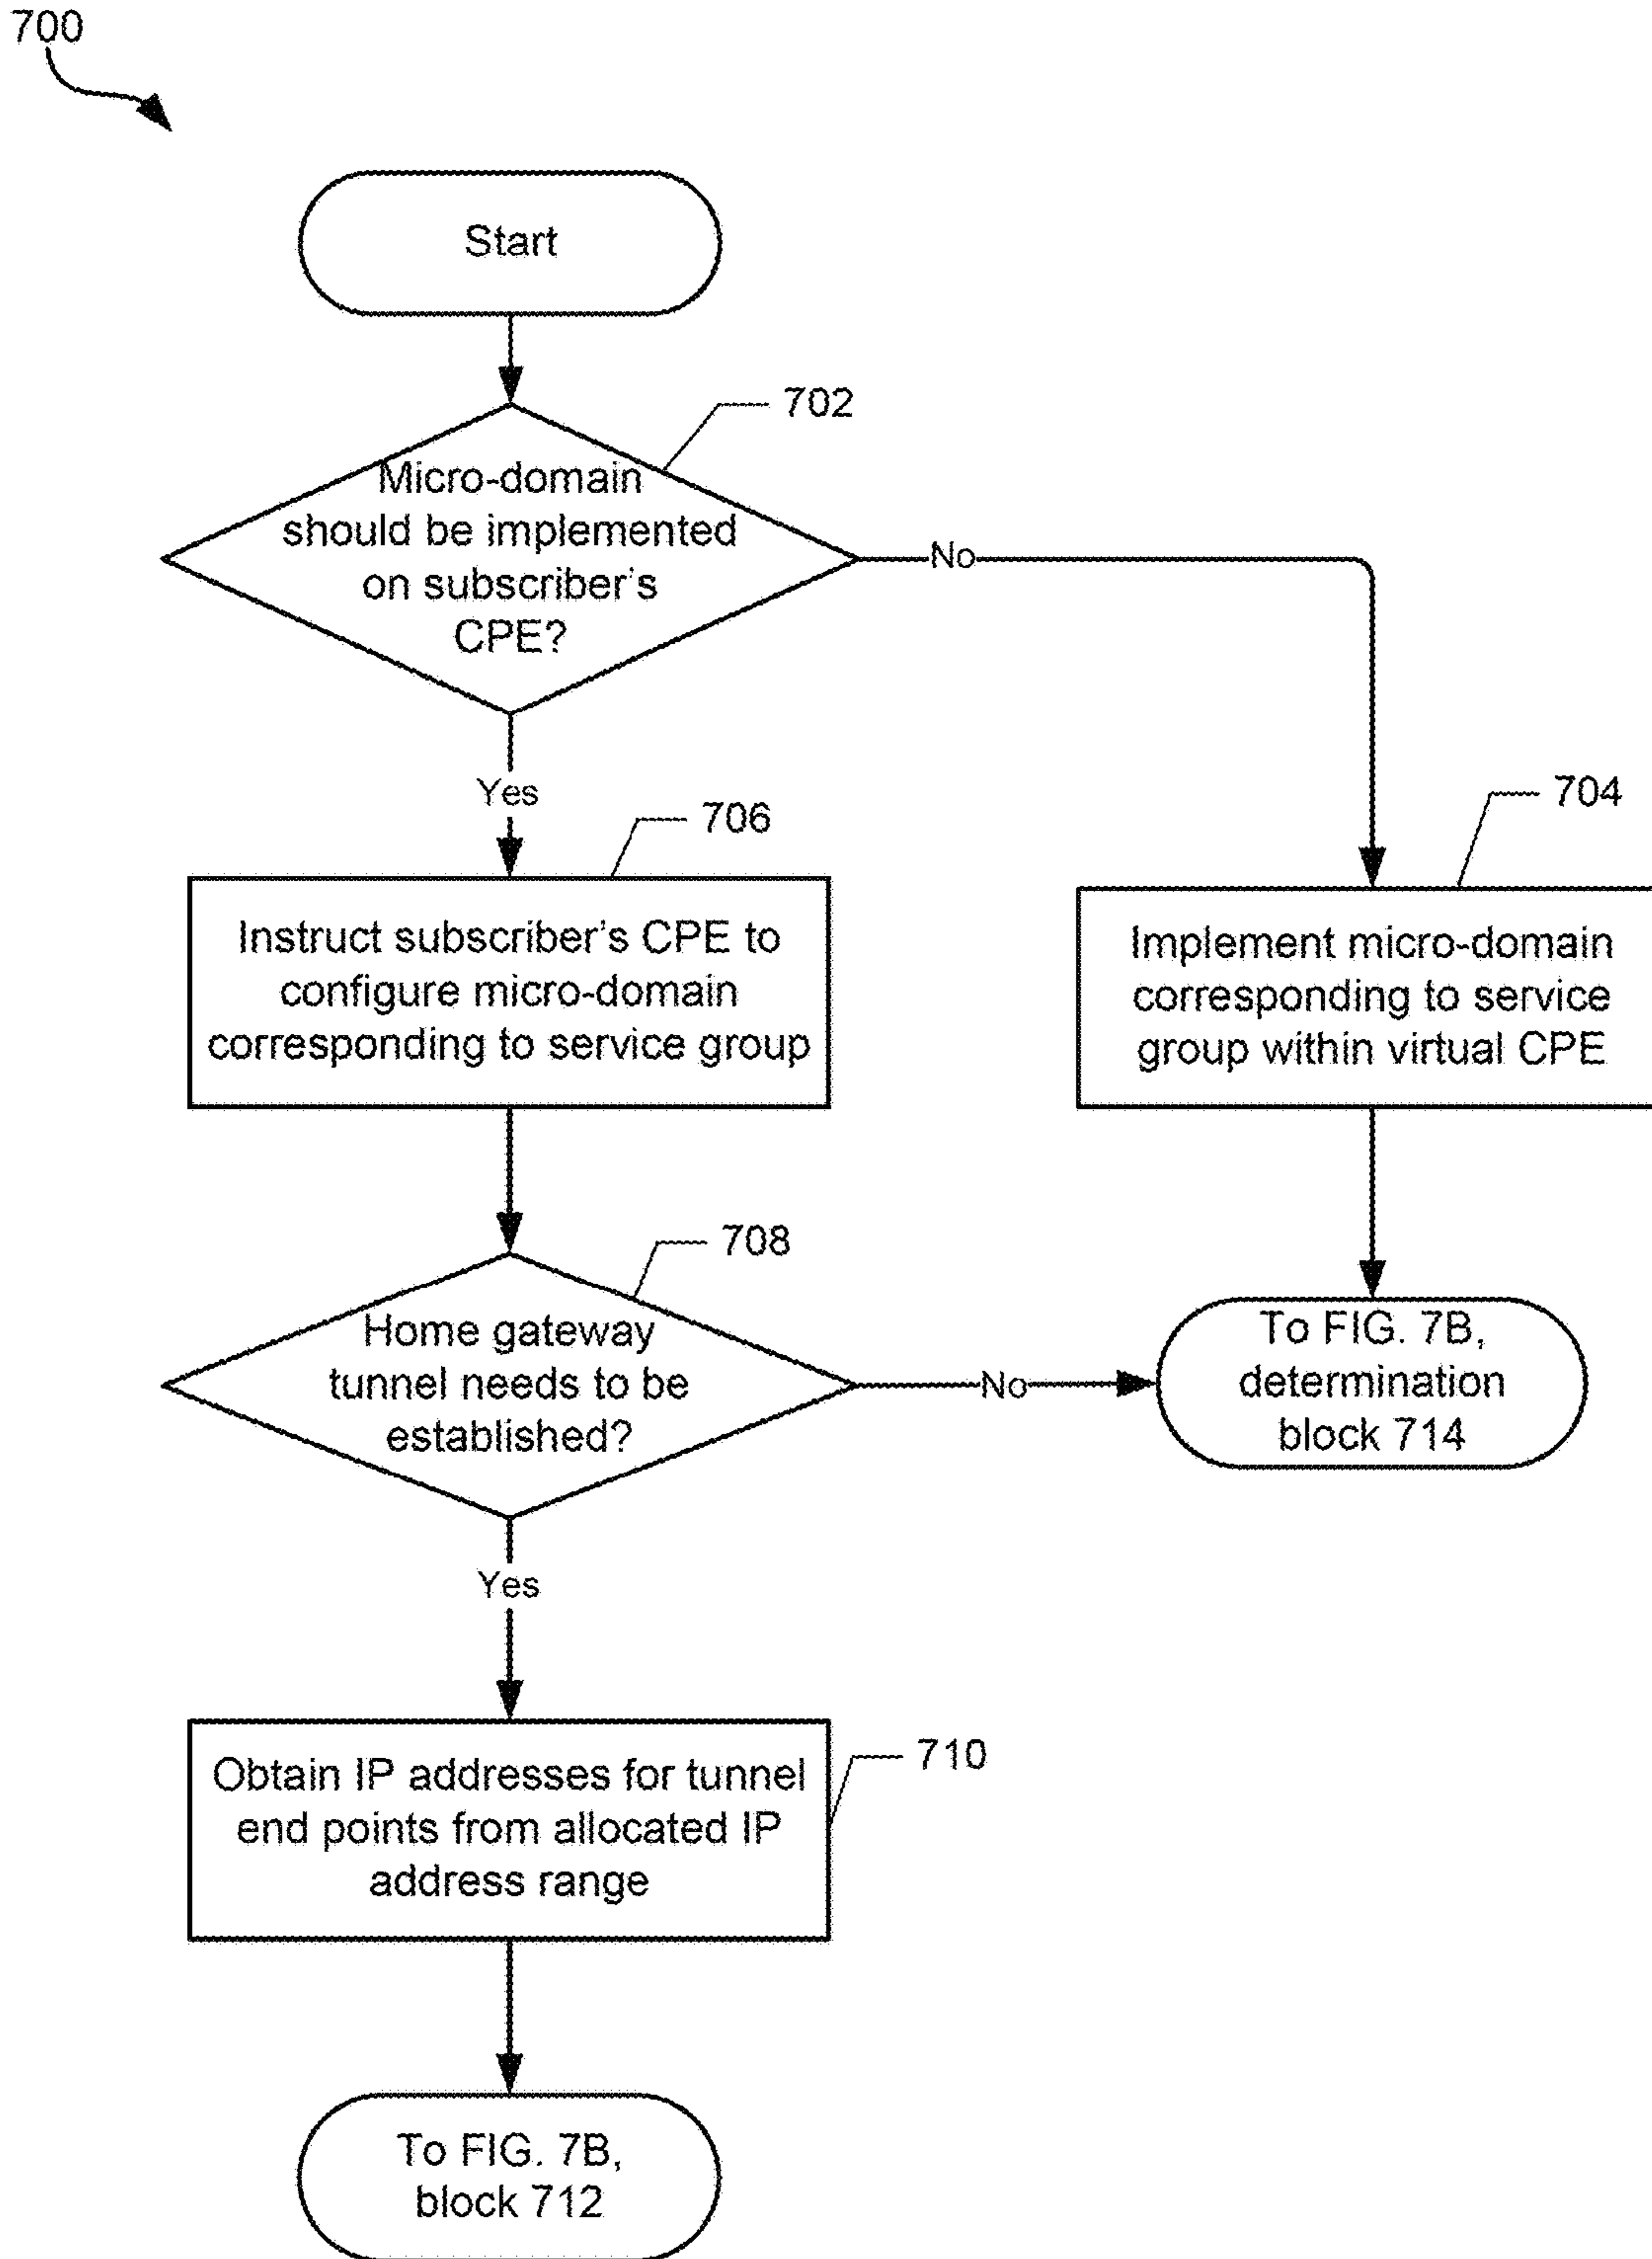 700
Start
702
Micro-domain
should be implemented
on subscriber's
CPE?
No
Yes
706
Instruct subscriber's CPE to
configure micro-domain
corresponding to service group
704
Implement micro-domain
corresponding to service
group within virtual CPE
708
Home gateway
tunnel needs to be
established?
No
To FIG. 7B,
determination
block 714
Yes
710
Obtain IP addresses for tunnel
end points from allocated IP
address range
To FIG. 7B,
block 712